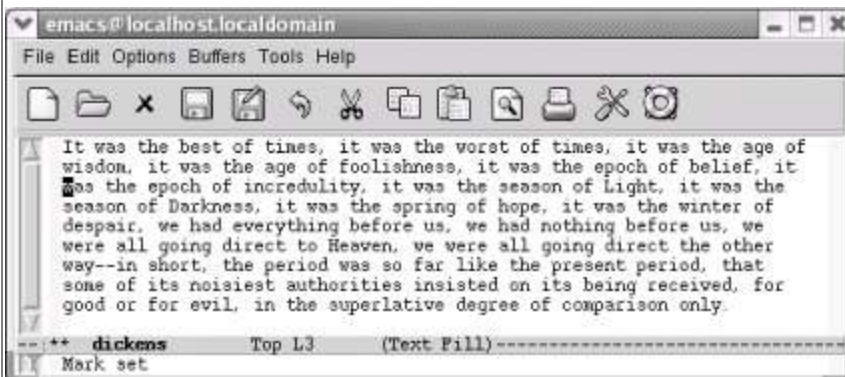 emacs@localhost.localdomain
File Edit Options Buffers Tools Help
It was the best of times, it was the worst of times, it was the age of
wisdom, it was the age of foolishness, it was the epoch of belief, it
was the epoch of incredulity, it was the season of Light, it was the
season of Darkness, it was the spring of hope, it was the winter of
despair, we had everything before us, we had nothing before us, we
were all going direct to Heaven, we were all going direct the other
way--in short, the period was so far like the present period, that
some of its noisiest authorities insisted on its being received, for
good or for evil, in the superlative degree of comparison only.
--:** dickens Top L3 (Text Fill)--------------------------------------
Mark set